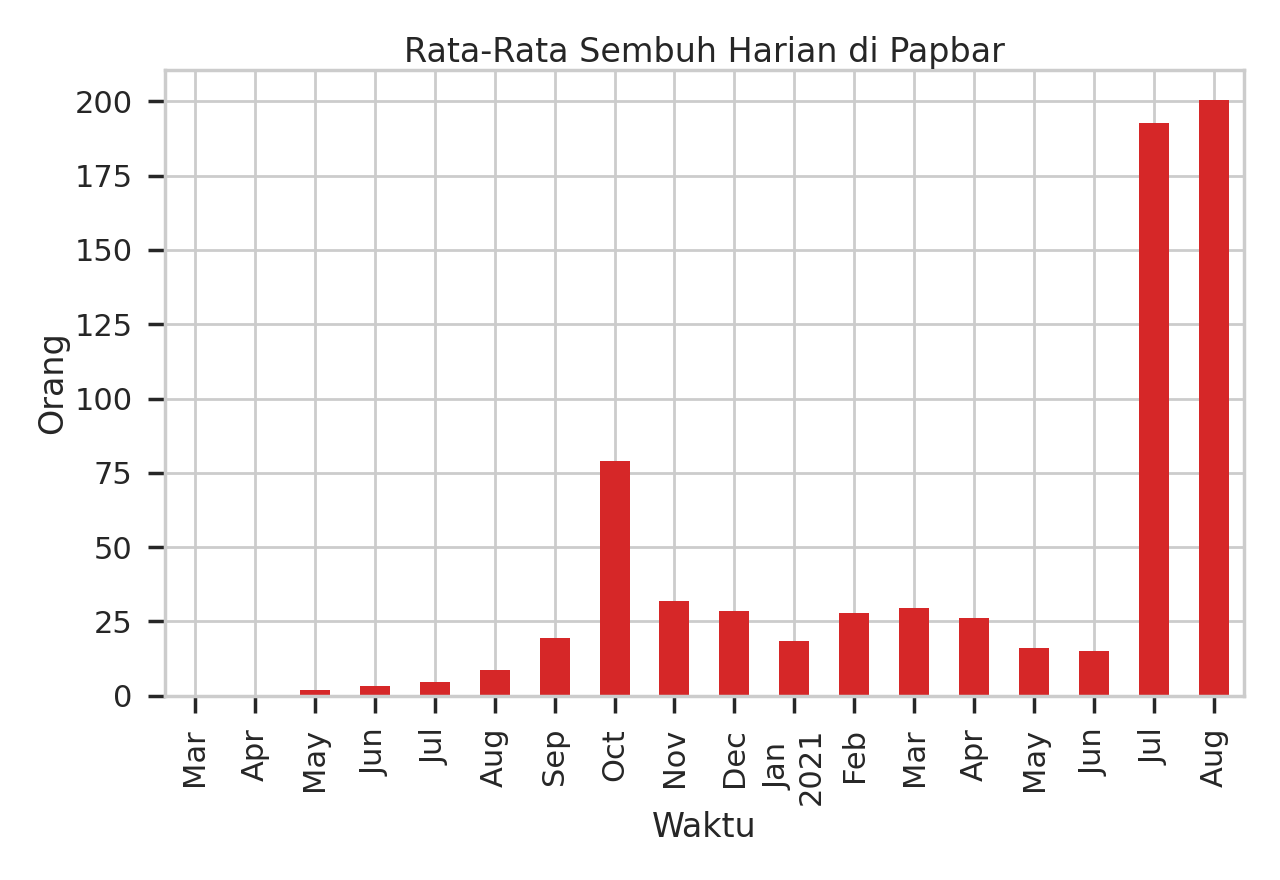 Rata-Rata Sembuh Harian di Papbar
200
175
150
125
100
75
50
25
0
Orang
Mar
Apr
May
Jun
Jul
Aug
Sep
Oct
Nov
Dec
Jan
2021
Feb
Mar
Apr
May
Jun
Jul
Aug
Waktu